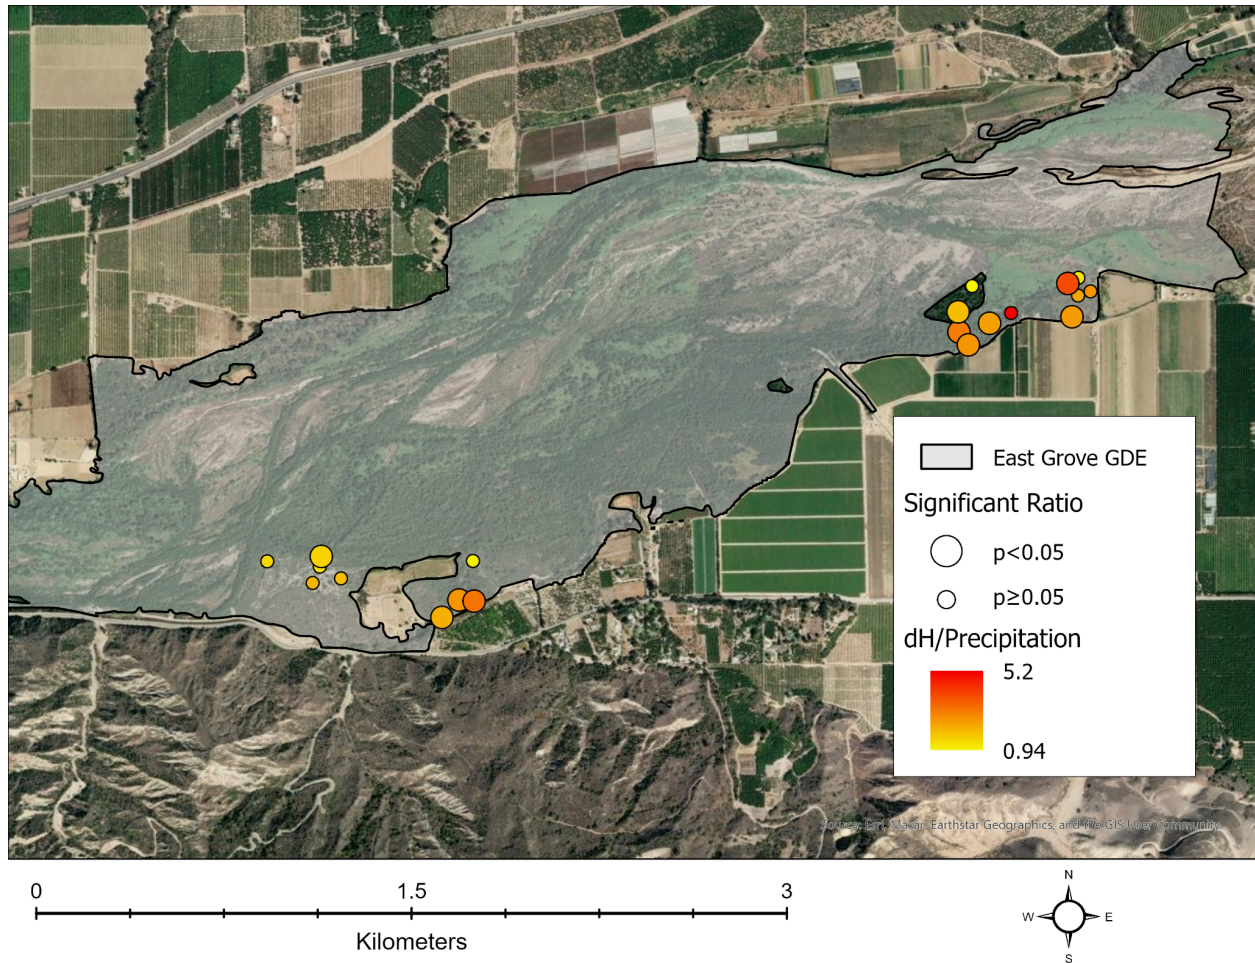 East Grove GDE
Significant Ratio
p<0.05
p≥0.05
dH/Precipitation
5.2
0.94
Source: Esri, Maxar, Earthstar Geographics, and the GIS User Community
0 1.5 3
Kilometers
N
W E
S